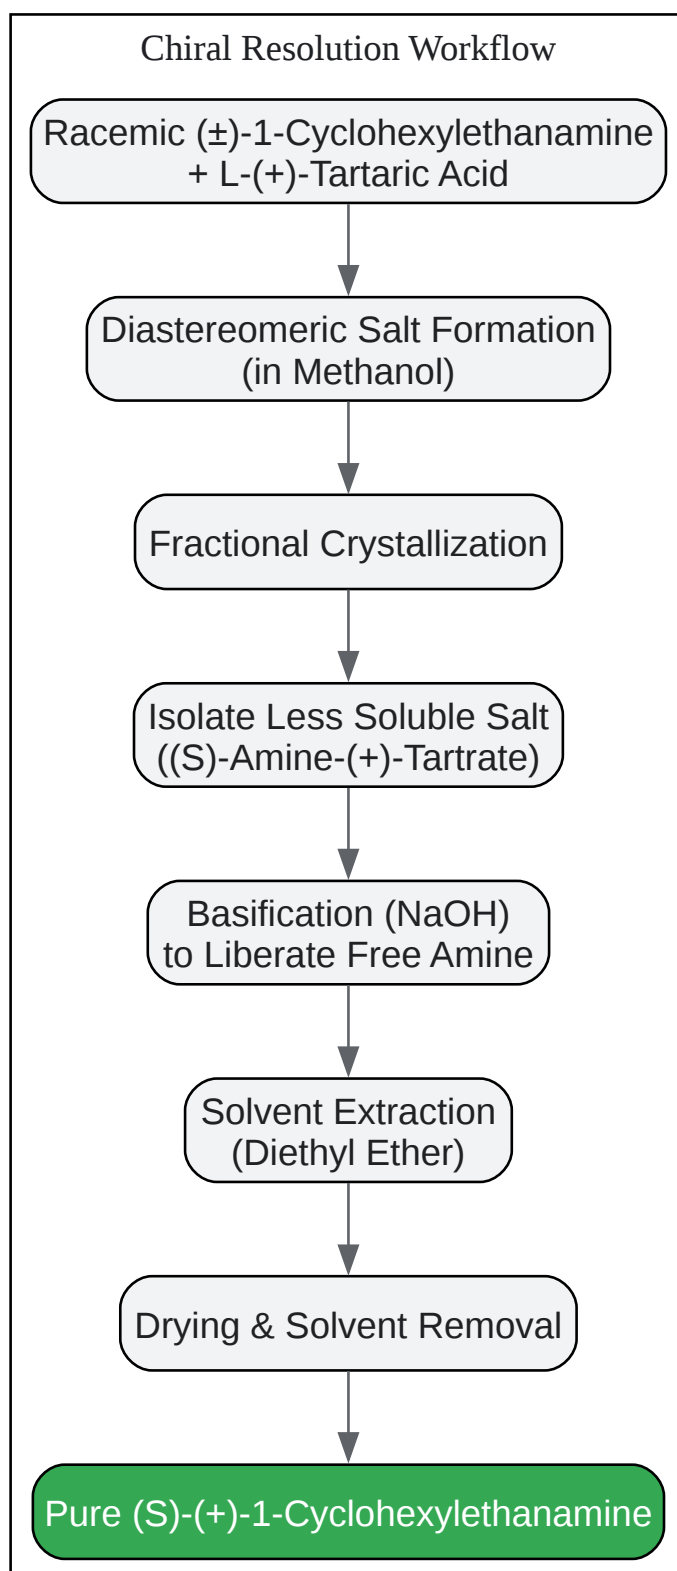 Chiral Resolution Workflow
Racemic (±)-1-Cyclohexylethanamine
+ L-(+)-Tartaric Acid
Diastereomeric Salt Formation
(in Methanol)
Fractional Crystallization
Isolate Less Soluble Salt
((S)-Amine-(+)-Tartrate)
Basification (NaOH)
to Liberate Free Amine
Solvent Extraction
(Diethyl Ether)
Drying & Solvent Removal
Pure (S)-(+)-1-Cyclohexylethanamine